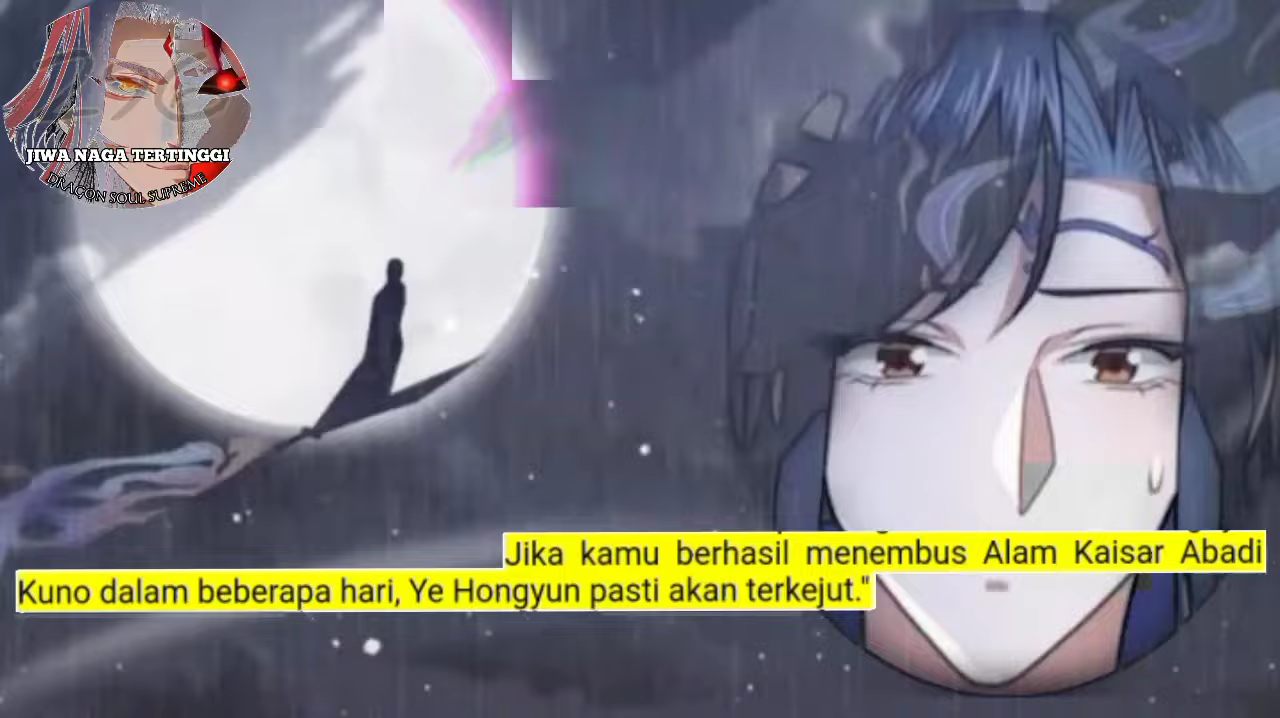 JIWA NAGA TERTINGGI
DRAGON SOUL SUPREME
Jika kamu berhasil menembus Alam Kaisar Abadi
Kuno dalam beberapa hari, Ye Hongyun pasti akan terkejut."